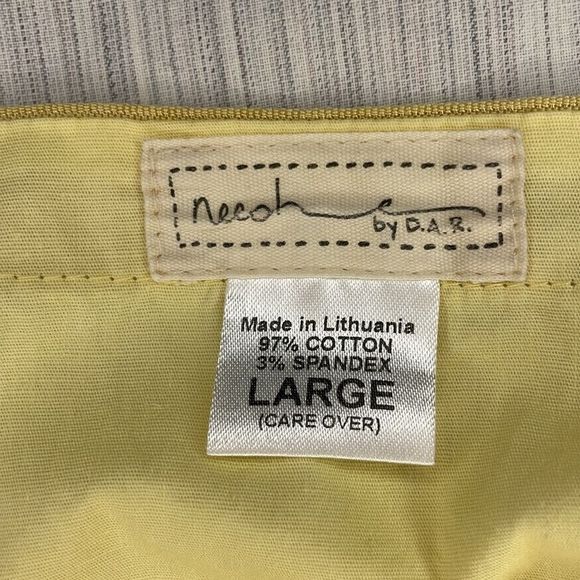 necoh
by D.A.R.
Made in Lithuania
97% COTTON
3% SPANDEX
LARGE
(CARE OVER)